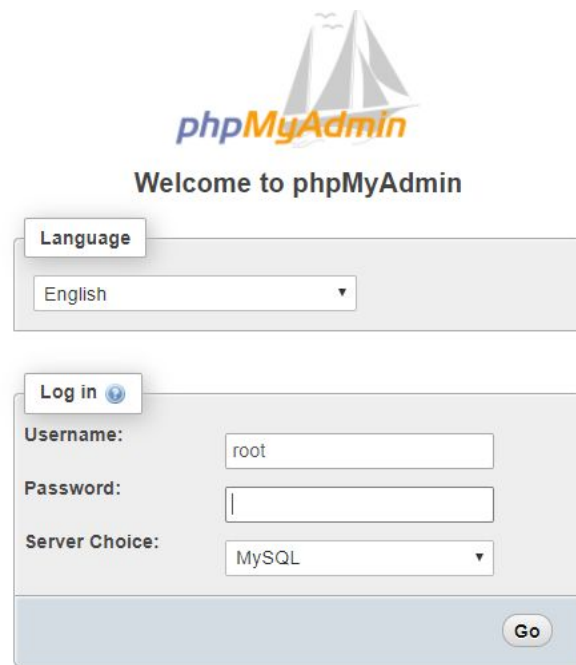 phpMyAdmin
Welcome to phpMyAdmin
Language
English
Log in
Username:
root
Password:
Server Choice:
MySQL
Go